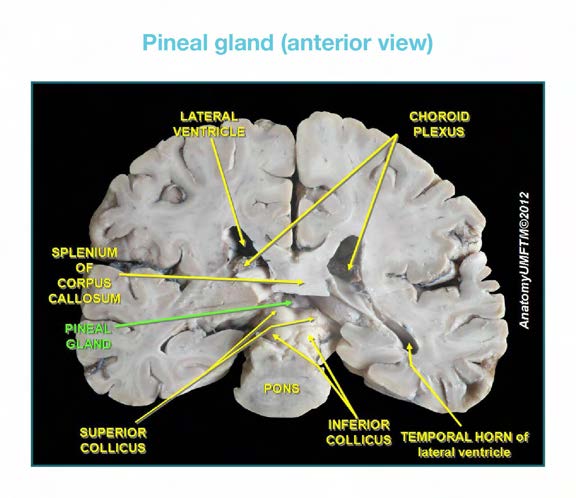 Pineal gland (anterior view)
LATERAL
VENTRICLE
CHOROID
PLEXUS
SPLENIUM
OF
CORPUS
CALLOSUM
PINEAL
GLAND
PONS
SUPERIOR
COLLICUS
INFERIOR
COLLICUS
TEMPORAL HORN of
lateral ventricle
AnatomyUMFTM©2012